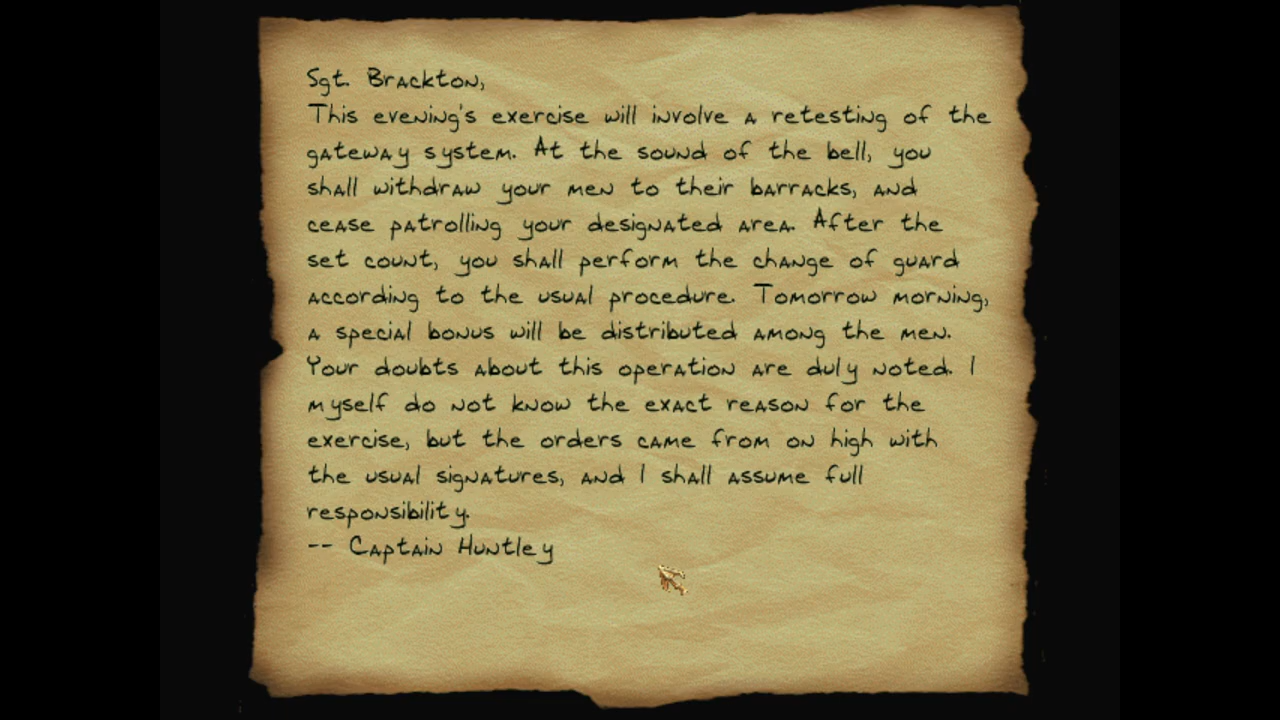 Sgt. Brackton,
This evening's exercise will involve a retesting of the
gateway system. At the sound of the bell, you
shall withdraw your men to their barracks, and
cease patrolling your designated area. After the
set count, you shall perform the change of guard
according to the usual procedure. Tomorrow morning,
a special bonus will be distributed among the men.
Your doubts about this operation are duly noted. I
myself do not know the exact reason for the
exercise, but the orders came from on high with
the usual signatures, and I shall assume full
responsibility.
-- Captain Huntley